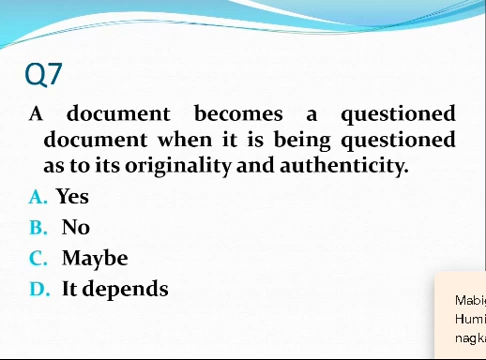 Q7
A document becomes a questioned
document when it is being questioned
as to its originality and authenticity.
A. Yes
B. No
C. Maybe
D. It depends